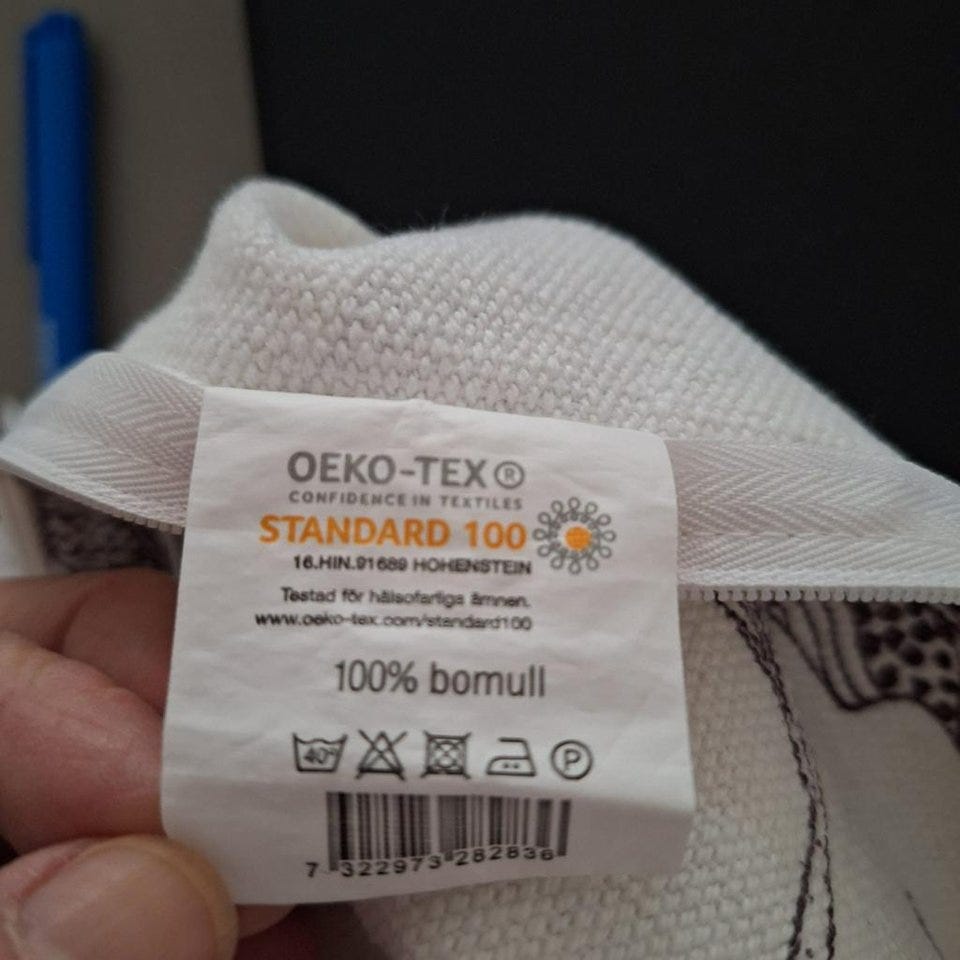 OEKO-TEX®
CONFIDENCE IN TEXTILES
STANDARD 100
16.HIN.91689 HOHENSTEIN
Testad för hälsofarliga ämnen.
www.oeko-tex.com/standard100
100% bomull
40° P
7 322973 282836